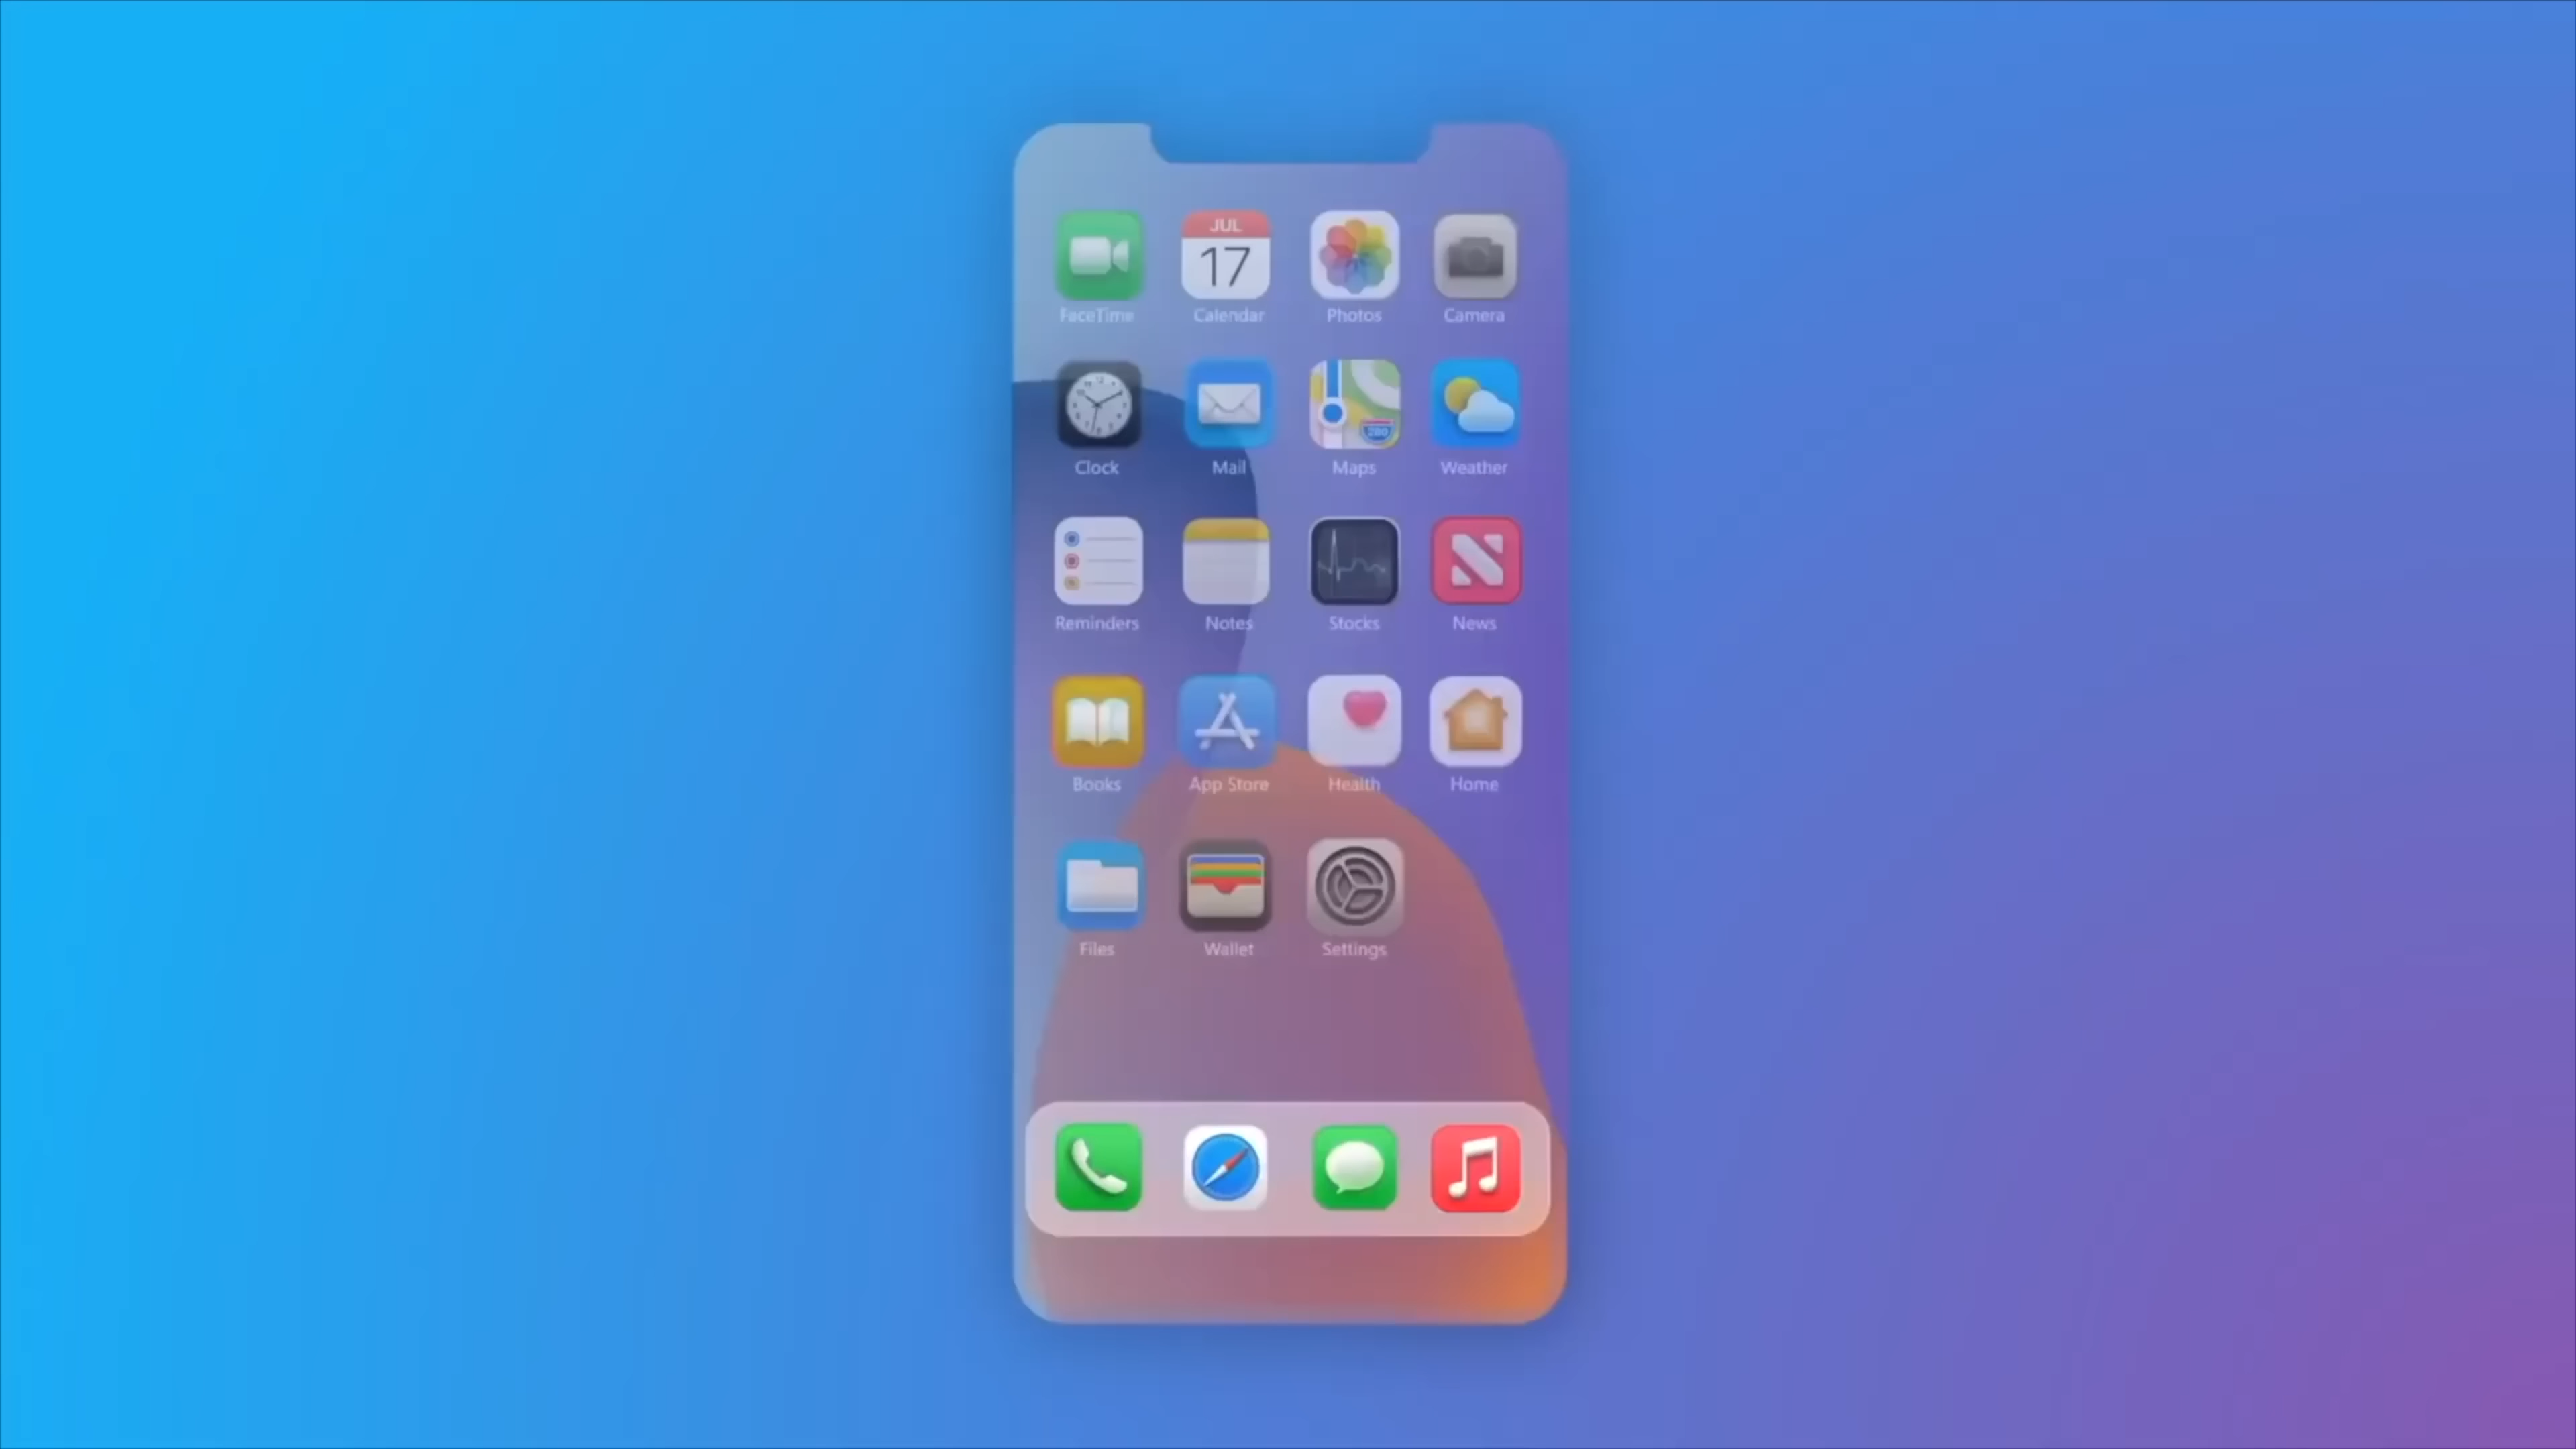 JUL
17
FaceTime Calendar Photos Camera
280
Clock Mail Maps Weather
Reminders Notes Stocks News
Books App Store Health Home
Files Wallet Settings